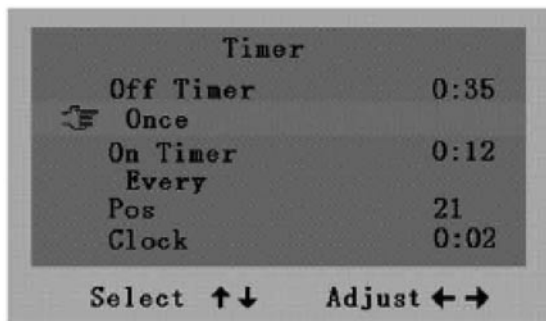 Timer
Off Timer 0:35
Once
On Timer 0:12
Every
Pos 21
Clock 0:02
Select ↑↓ Adjust ←→